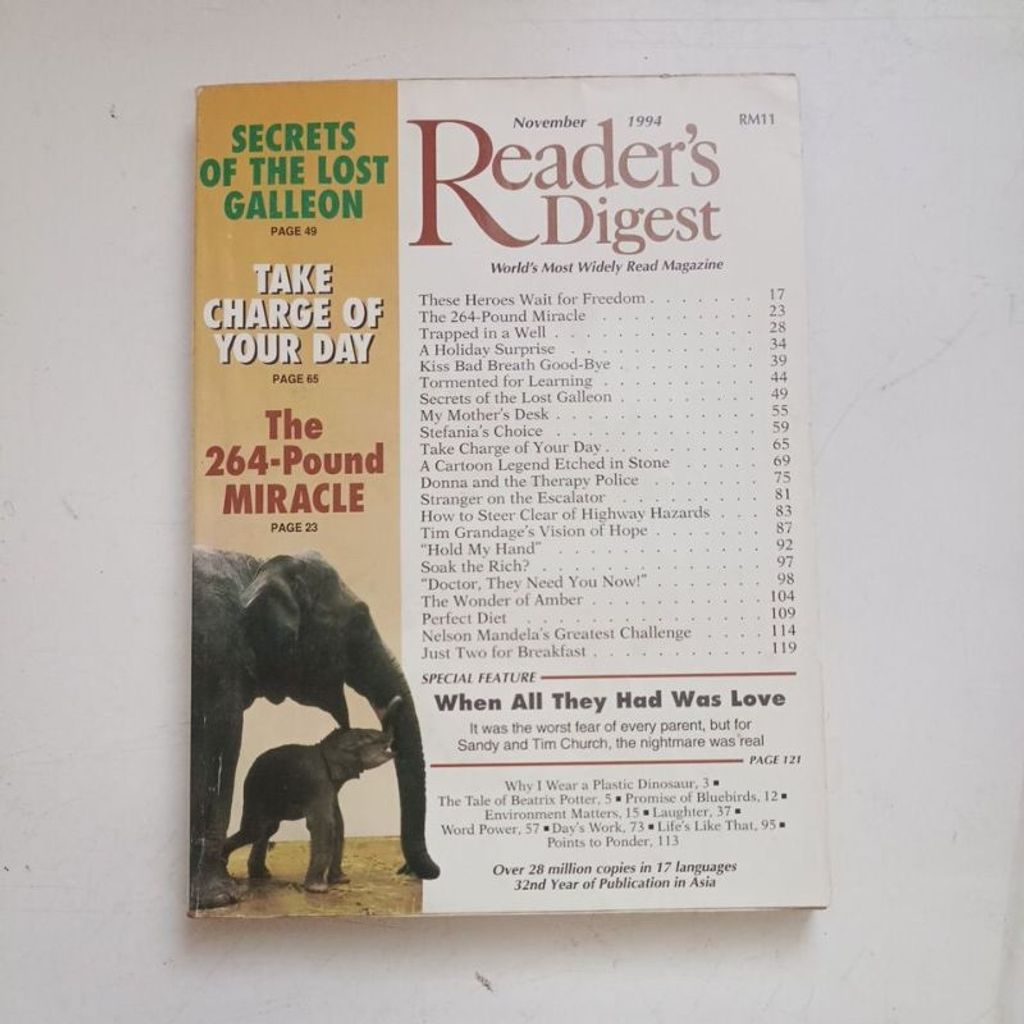 SECRETS
OF THE LOST
GALLEON
PAGE 49
TAKE
CHARGE OF
YOUR DAY
PAGE 65
The
264-Pound
MIRACLE
PAGE 23
November 1994 RM11
Reader's
Digest
World's Most Widely Read Magazine
These Heroes Wait for Freedom . . . . . . . 17
The 264-Pound Miracle . . . . . . . . . . 23
Trapped in a Well . . . . . . . . . . . . 28
A Holiday Surprise . . . . . . . . . . . . 34
Kiss Bad Breath Good-Bye . . . . . . . . . 39
Tormented for Learning . . . . . . . . . . 44
Secrets of the Lost Galleon . . . . . . . . . 49
My Mother's Desk . . . . . . . . . . . . 55
Stefania's Choice . . . . . . . . . . . . 59
Take Charge of Your Day . . . . . . . . . . 65
A Cartoon Legend Etched in Stone . . . . . 69
Donna and the Therapy Police . . . . . . . 75
Stranger on the Escalator . . . . . . . . 81
How to Steer Clear of Highway Hazards . . . 83
Tim Grandage's Vision of Hope . . . . . . . 87
"Hold My Hand" . . . . . . . . . . . . 92
Soak the Rich? . . . . . . . . . . . . . 97
"Doctor, They Need You Now!" . . . . . . . 98
The Wonder of Amber . . . . . . . . . . . 104
Perfect Diet . . . . . . . . . . . . . . 109
Nelson Mandela's Greatest Challenge . . . . 114
Just Two for Breakfast . . . . . . . . . . . 119
SPECIAL FEATURE
When All They Had Was Love
It was the worst fear of every parent, but for
Sandy and Tim Church, the nightmare was real
PAGE 121
Why I Wear a Plastic Dinosaur, 3 ▪
The Tale of Beatrix Potter, 5 ▪ Promise of Bluebirds, 12 ▪
Environment Matters, 15 ▪ Laughter, 37 ▪
Word Power, 57 ▪ Day's Work, 73 ▪ Life's Like That, 95 ▪
Points to Ponder, 113
Over 28 million copies in 17 languages
32nd Year of Publication in Asia